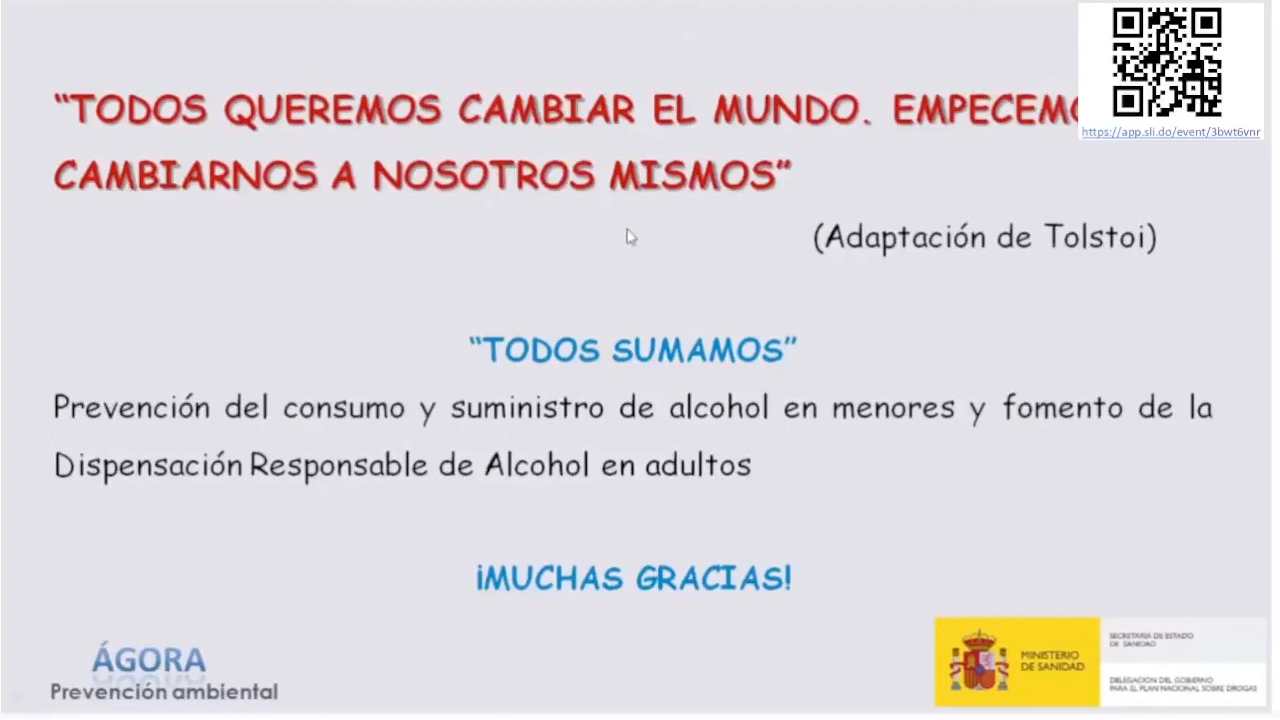 “TODOS QUEREMOS CAMBIAR EL MUNDO. EMPECEMO
https://app.sli.do/event/3bwt6vnr
CAMBIARNOS A NOSOTROS MISMOS”
(Adaptación de Tolstoi)
“TODOS SUMAMOS”
Prevención del consumo y suministro de alcohol en menores y fomento de la
Dispensación Responsable de Alcohol en adultos
¡MUCHAS GRACIAS!
ÁGORA
Prevención ambiental
MINISTERIO
DE SANIDAD
SECRETARÍA DE ESTADO
DE SANIDAD
DELEGACIÓN DEL GOBIERNO
PARA EL PLAN NACIONAL SOBRE DROGAS